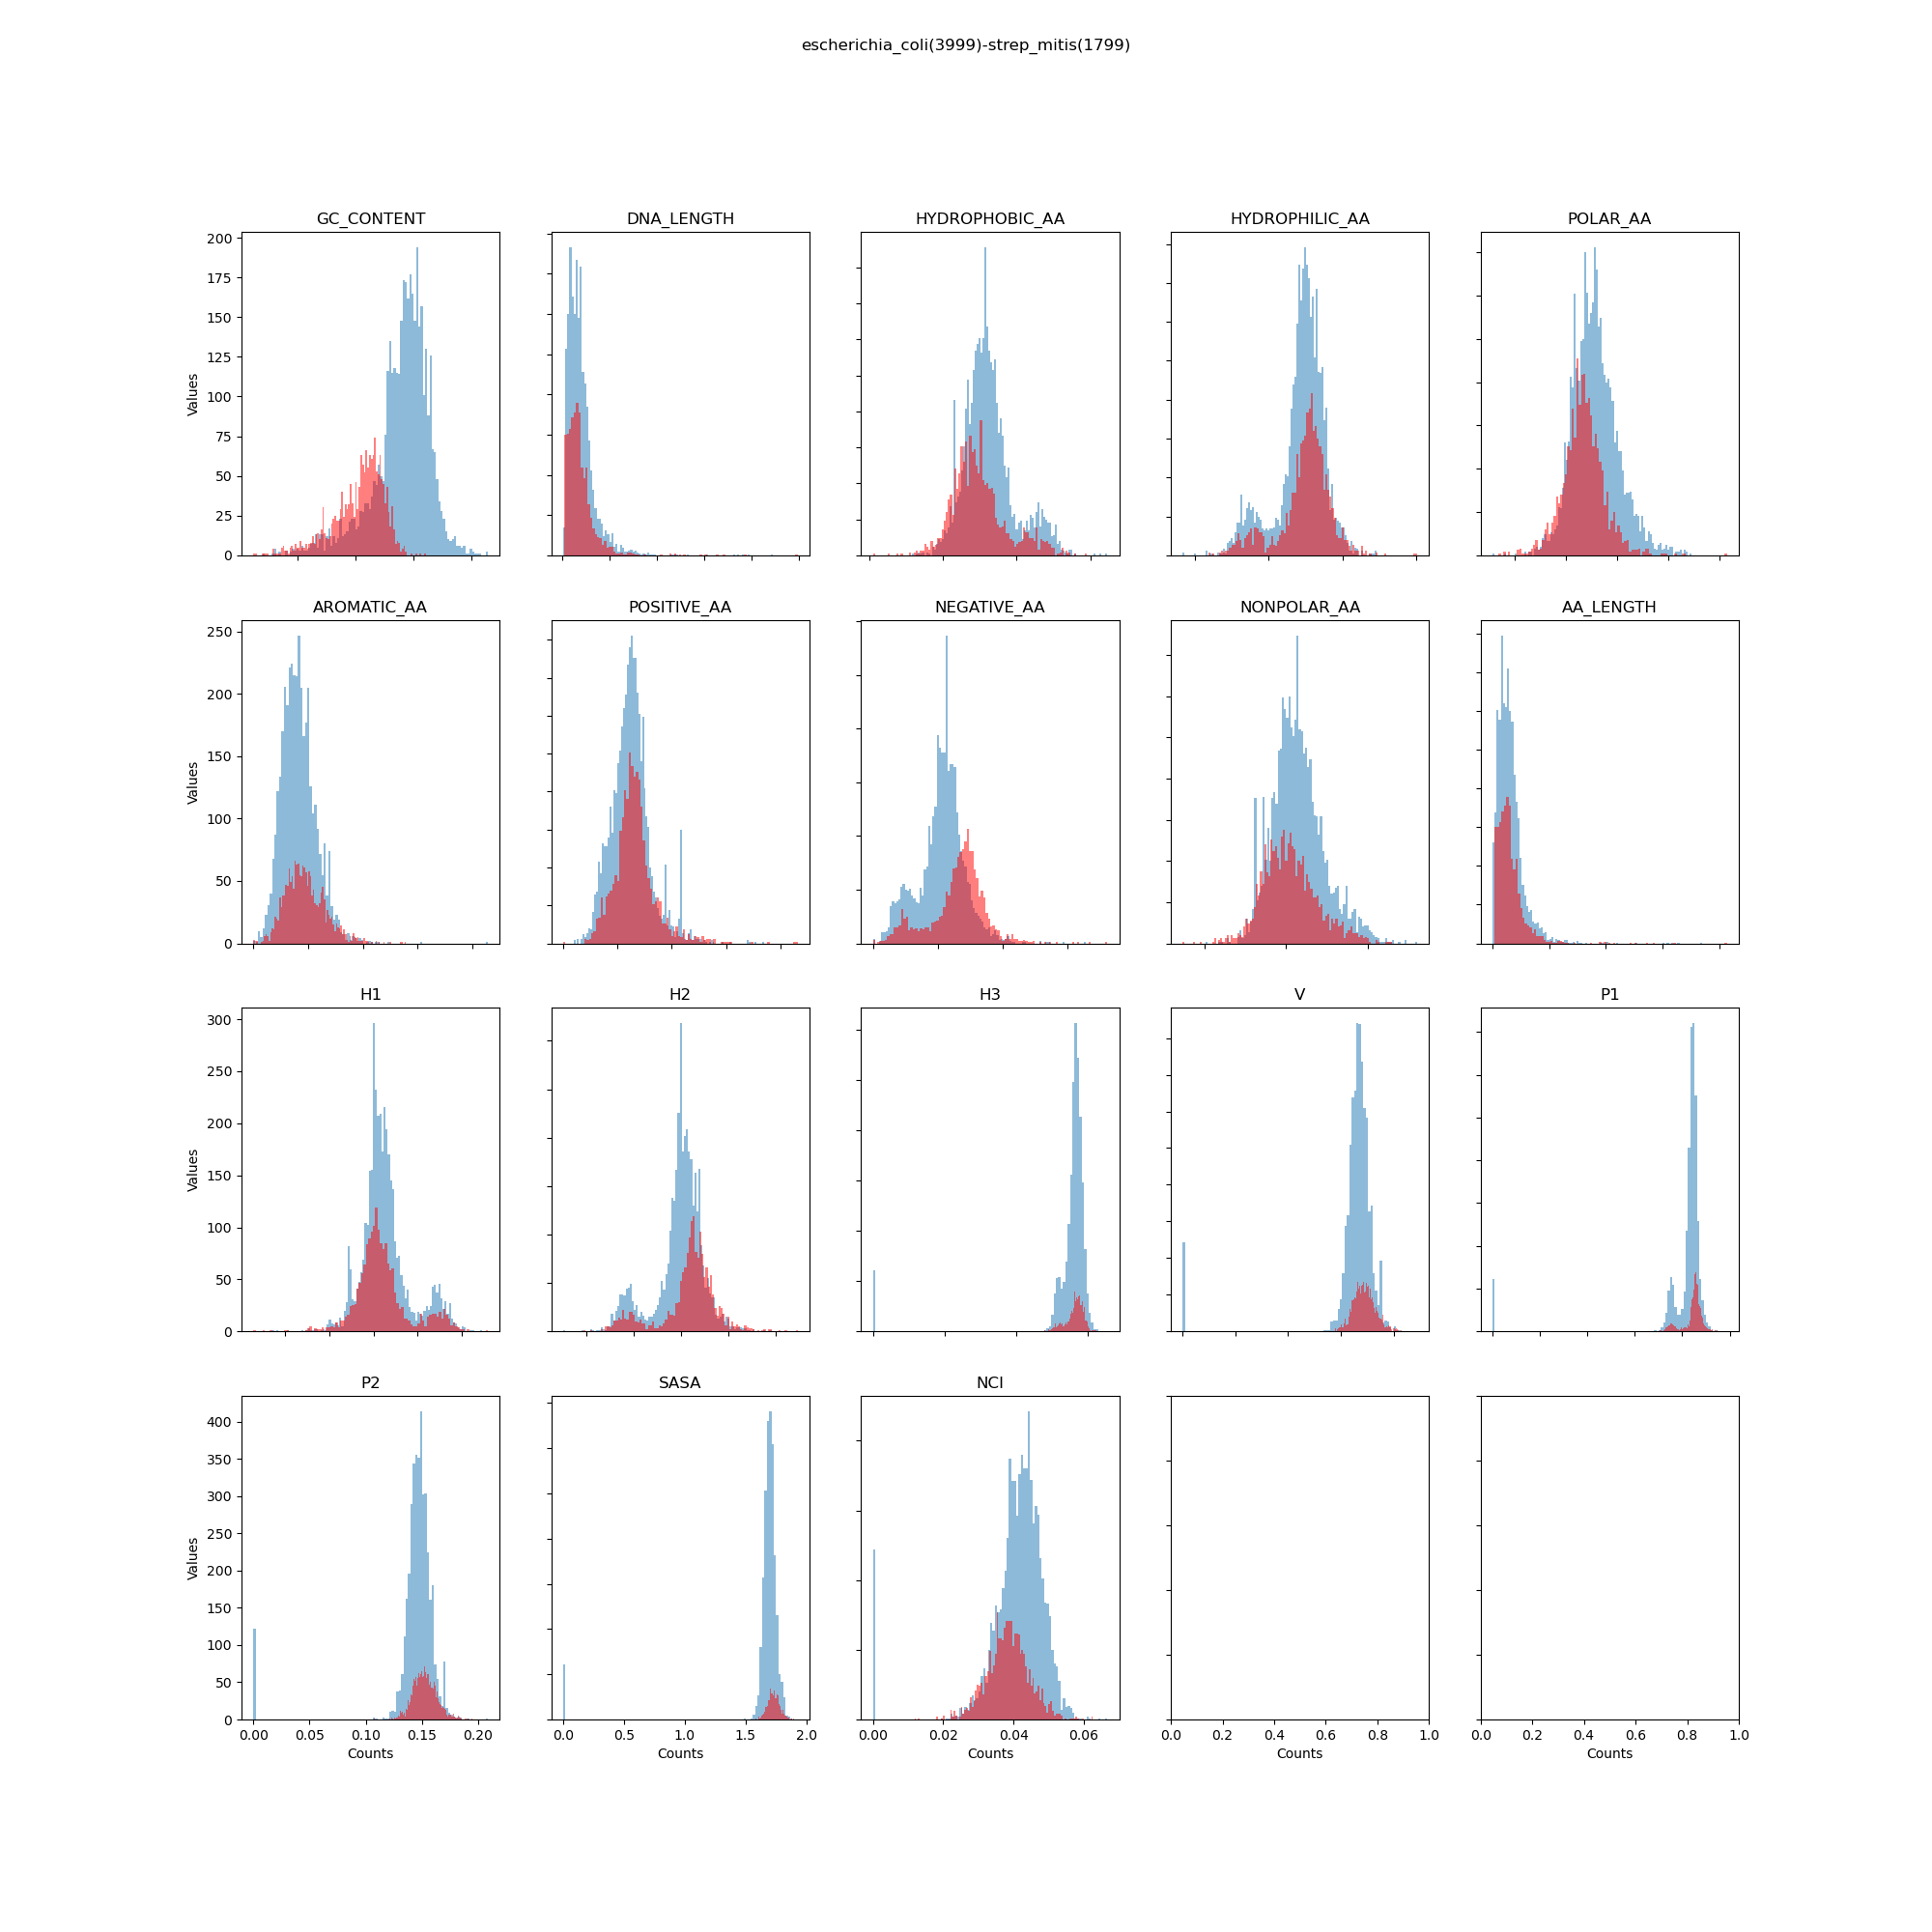 escherichia_coli(3999)-strep_mitis(1799)
GC_CONTENT DNA_LENGTH HYDROPHOBIC_AA HYDROPHILIC_AA POLAR_AA
200
175
150
125
100
75
50
25
0
Values
AROMATIC_AA POSITIVE_AA NEGATIVE_AA NONPOLAR_AA AA_LENGTH
250
200
150
100
50
0
Values
H1 H2 H3 V P1
300
250
200
150
100
50
0
Values
P2 SASA NCI
400
350
300
250
200
150
100
50
0
Values
0.00 0.05 0.10 0.15 0.20 0.0 0.5 1.0 1.5 2.0 0.00 0.02 0.04 0.06 0.0 0.2 0.4 0.6 0.8 1.0 0.0 0.2 0.4 0.6 0.8 1.0
Counts Counts Counts Counts Counts